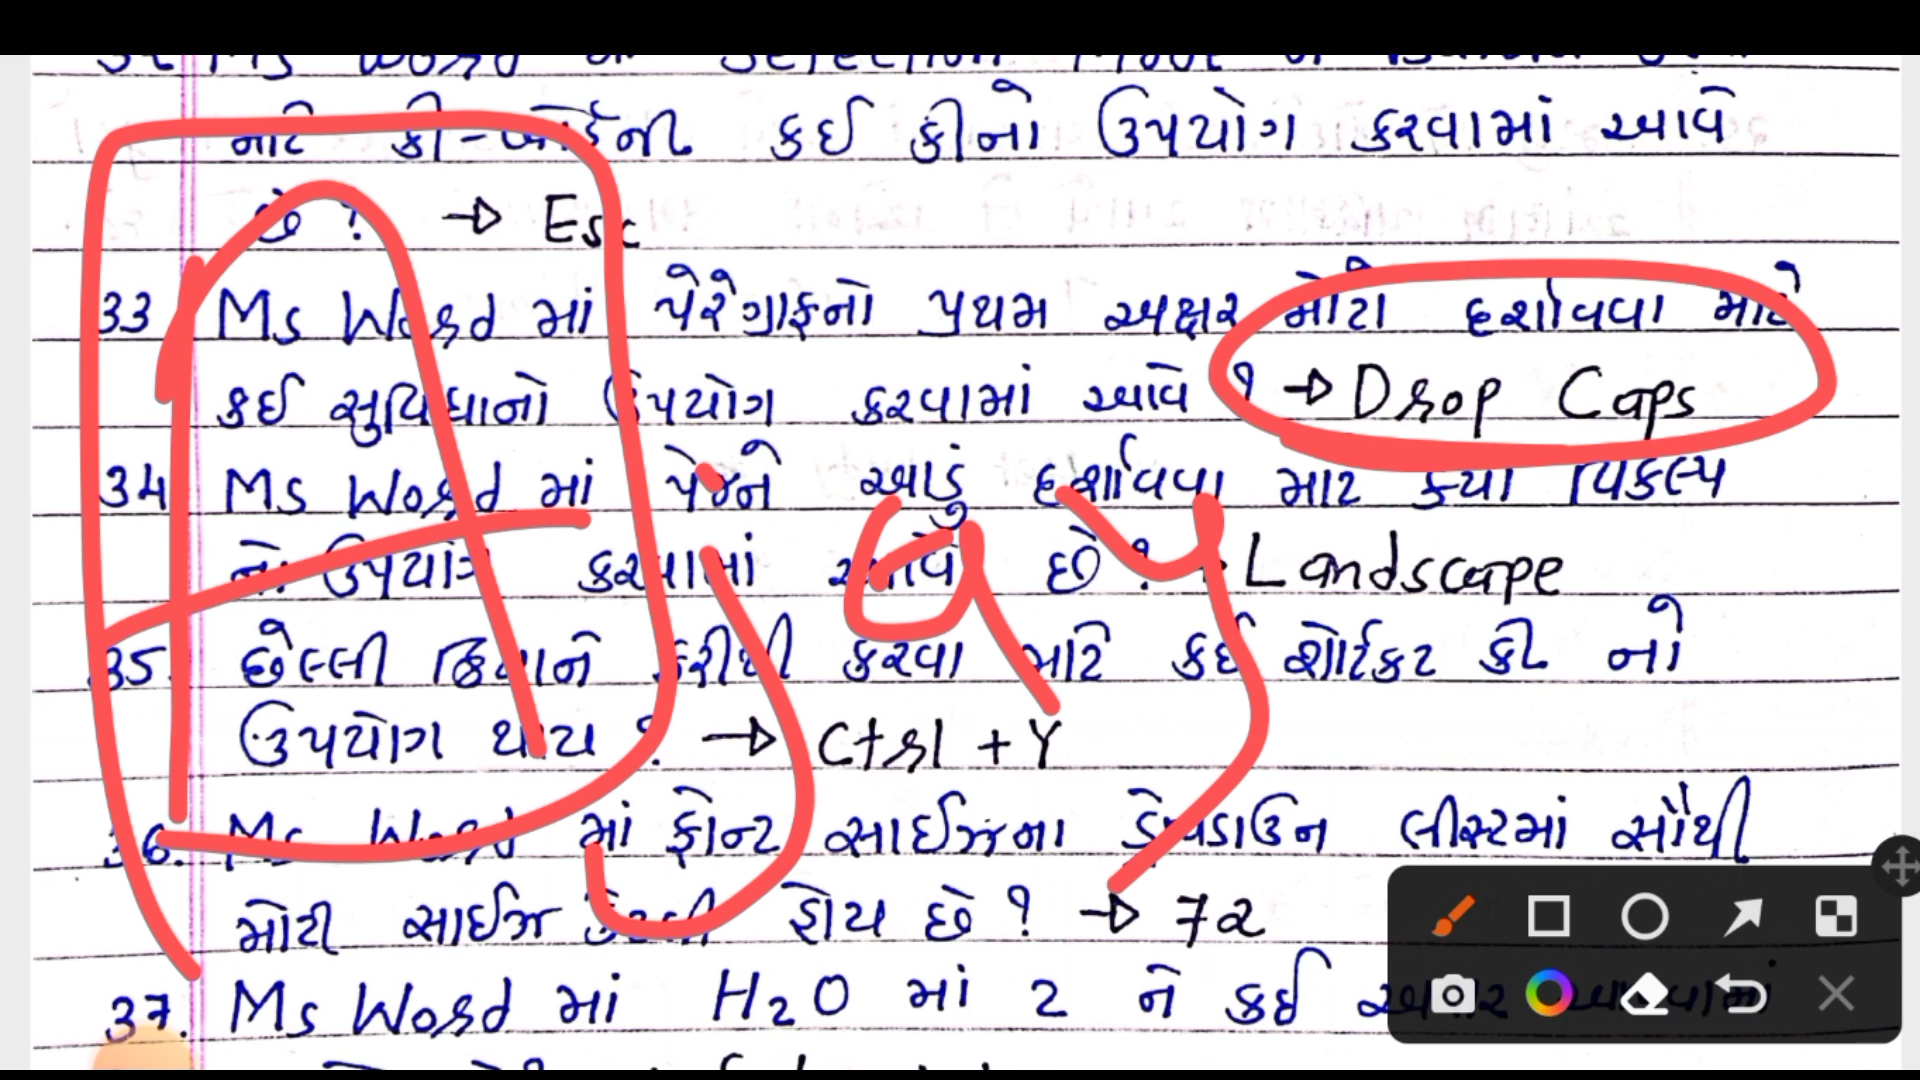 માટે કી-બોર્ડની કઈ કીનો ઉપયોગ કરવામાં આવે
છે ? → Esc
33 Ms Word માં પેરેગ્રાફનો પ્રથમ અક્ષર મોટો દર્શાવવા માટે
કઈ સુવિધાનો ઉપયોગ કરવામાં આવે ? → Drop Caps
34 Ms Word માં પેજને આડું દર્શાવવા માટે ક્યા વિકલ્પ
નો ઉપયોગ કરવામાં આવે છે ? → Landscape
35. છેલ્લી ક્રિયાને ફરીથી કરવા માટે કઈ શોર્ટકટ કી નો
ઉપયોગ થાય ? → Ctrl + Y
36. Ms Word માં ફોન્ટ સાઈઝના ડ્રોપડાઉન લીસ્ટમાં સૌથી
મોટી સાઈઝ કેટલી હોય છે ? → 72
37. Ms Word માં H2O માં 2 ને કઈ
Ajay